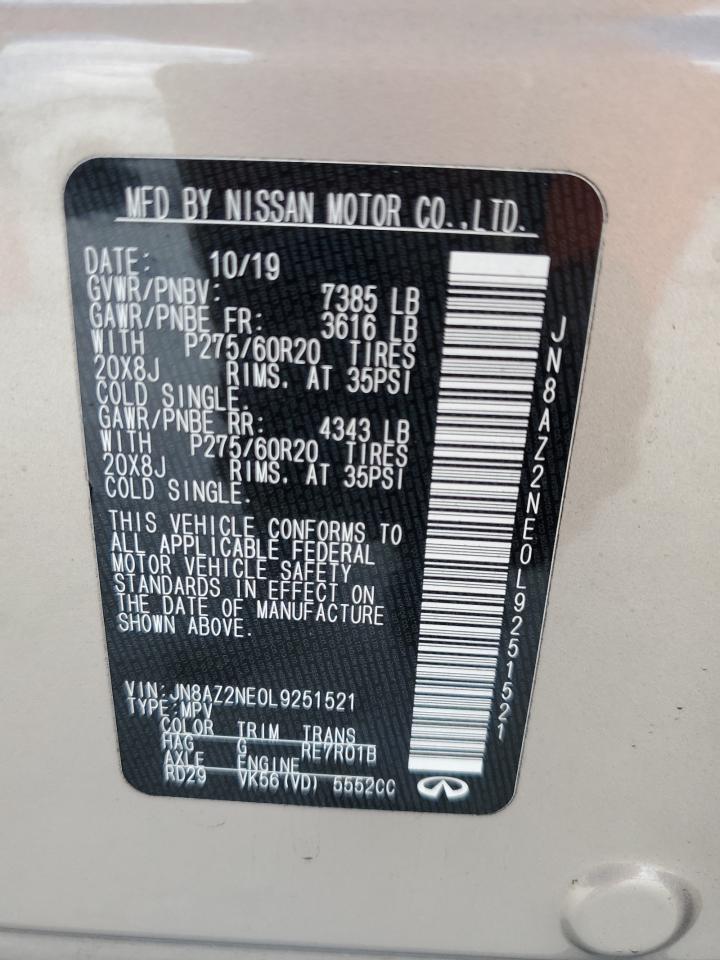 MFD BY NISSAN MOTOR CO.,LTD.
DATE: 10/19
GVWR/PNBV: 7385 LB
GAWR/PNBE FR: 3616 LB
WITH P275/60R20 TIRES
20X8J RIMS. AT 35PSI
COLD SINGLE.
GAWR/PNBE RR: 4343 LB
WITH P275/60R20 TIRES
20X8J RIMS. AT 35PSI
COLD SINGLE.
THIS VEHICLE CONFORMS TO
ALL APPLICABLE FEDERAL
MOTOR VEHICLE SAFETY
STANDARDS IN EFFECT ON
THE DATE OF MANUFACTURE
SHOWN ABOVE.
VIN:JN8AZ2NE0L9251521
TYPE:MPV
COLOR TRIM TRANS
HAG G RE7R01B
AXLE ENGINE
RD29 VK56(VD) 5552CC
JN8AZ2NE0L9251521